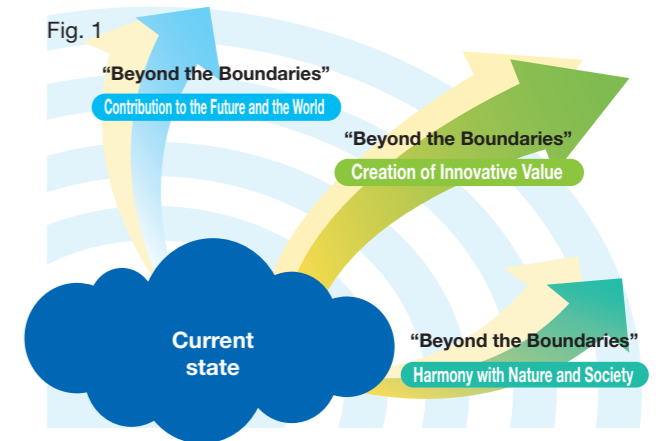 Fig. 1
“Beyond the Boundaries”
Contribution to the Future and the World
“Beyond the Boundaries”
Creation of Innovative Value
“Beyond the Boundaries”
Harmony with Nature and Society
Current
state